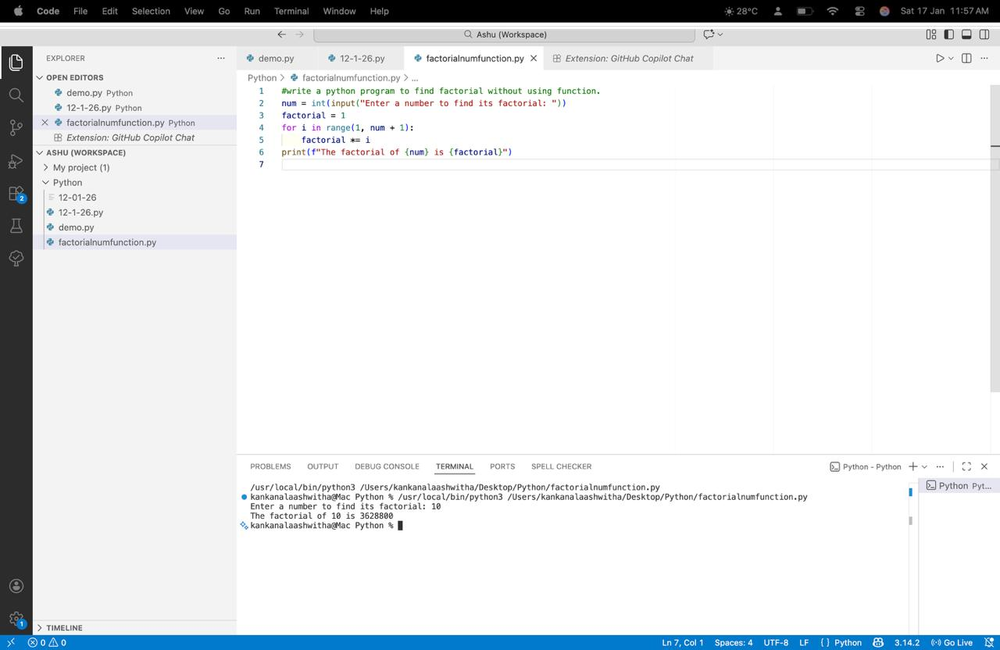 Code File Edit Selection View Go Run Terminal Window Help 28°C Sat 17 Jan 11:57 AM
Ashu (Workspace)
EXPLORER
OPEN EDITORS
demo.py Python
12-1-26.py Python
factorialnumfunction.py Python
Extension: GitHub Copilot Chat
ASHU (WORKSPACE)
My project (1)
Python
12-01-26
12-1-26.py
demo.py
factorialnumfunction.py
TIMELINE
2
1
demo.py 12-1-26.py factorialnumfunction.py Extension: GitHub Copilot Chat
Python > factorialnumfunction.py > ...
1 #write a python program to find factorial without using function.
2 num = int(input("Enter a number to find its factorial: "))
3 factorial = 1
4 for i in range(1, num + 1):
5 factorial *= i
6 print(f"The factorial of {num} is {factorial}")
7
PROBLEMS OUTPUT DEBUG CONSOLE TERMINAL PORTS SPELL CHECKER Python - Python
/usr/local/bin/python3 /Users/kankanalaashwitha/Desktop/Python/factorialnumfunction.py
kankanalaashwitha@Mac Python % /usr/local/bin/python3 /Users/kankanalaashwitha/Desktop/Python/factorialnumfunction.py
Enter a number to find its factorial: 10
The factorial of 10 is 3628800
kankanalaashwitha@Mac Python %
Python Pyt...
0 0 Ln 7, Col 1 Spaces: 4 UTF-8 LF { } Python 3.14.2 Go Live